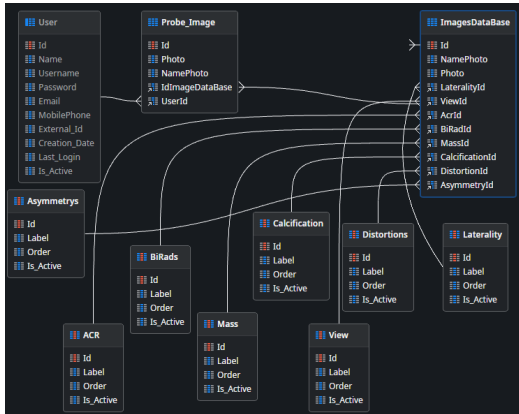 User
Id
Name
Username
Password
Email
MobilePhone
External_Id
Creation_Date
Last_Login
Is_Active
Probe_Image
Id
Photo
NamePhoto
IdImageDataBase
UserId
ImagesDataBase
Id
NamePhoto
Photo
LateralityId
ViewId
AcrId
BiRadId
MassId
CalcificationId
DistortionId
AsymmetryId
Asymmetrys
Id
Label
Order
Is_Active
BiRads
Id
Label
Order
Is_Active
Calcification
Id
Label
Order
Is_Active
Distortions
Id
Label
Order
Is_Active
Laterality
Id
Label
Order
Is_Active
ACR
Id
Label
Order
Is_Active
Mass
Id
Label
Order
Is_Active
View
Id
Label
Order
Is_Active